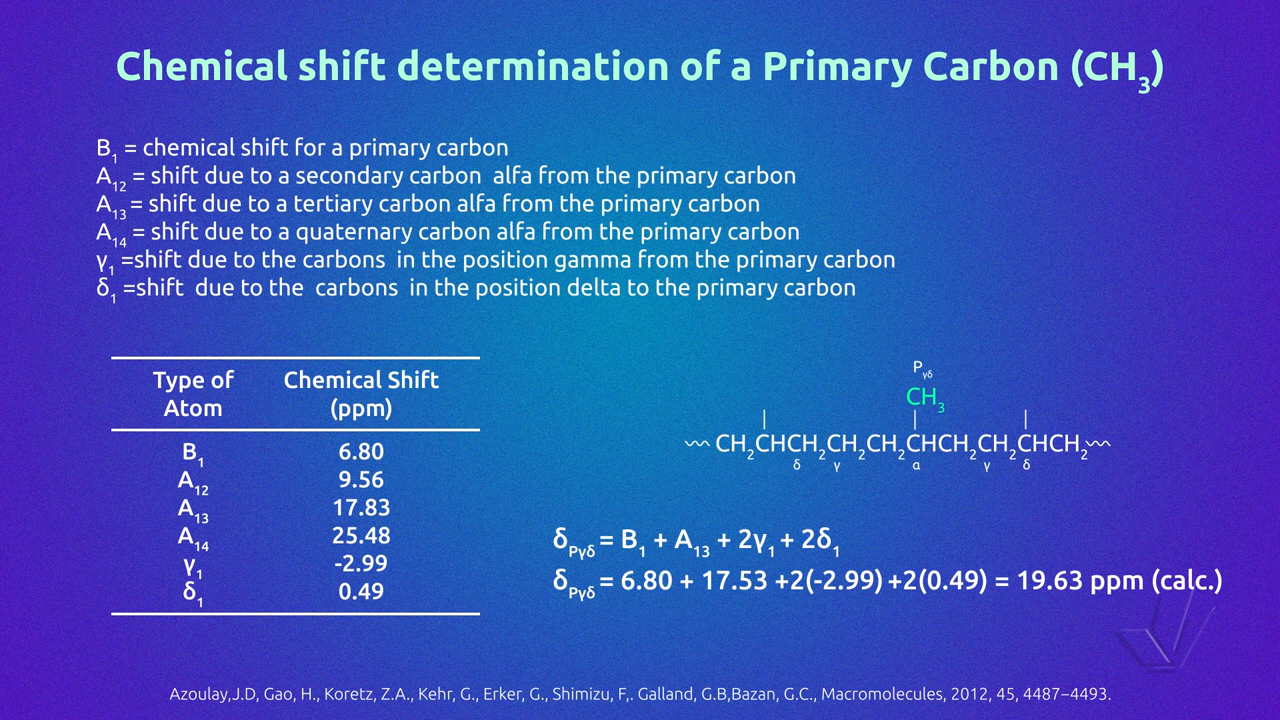 Chemical shift determination of a Primary Carbon (CH₃)
B₁ = chemical shift for a primary carbon
A₁₂ = shift due to a secondary carbon alfa from the primary carbon
A₁₃ = shift due to a tertiary carbon alfa from the primary carbon
A₁₄ = shift due to a quaternary carbon alfa from the primary carbon
γ₁ =shift due to the carbons in the position gamma from the primary carbon
δ₁ =shift due to the carbons in the position delta to the primary carbon
Type of Atom Chemical Shift (ppm)
B₁ 6.80
A₁₂ 9.56
A₁₃ 17.83
A₁₄ 25.48
γ₁ -2.99
δ₁ 0.49
Pγδ
CH₃
CH₂CHCH₂CH₂CH₂CHCH₂CH₂CHCH₂
δ γ α γ δ
δPγδ = B₁ + A₁₃ + 2γ₁ + 2δ₁
δPγδ = 6.80 + 17.53 +2(-2.99) +2(0.49) = 19.63 ppm (calc.)
Azoulay,J.D, Gao, H., Koretz, Z.A., Kehr, G., Erker, G., Shimizu, F,. Galland, G.B,Bazan, G.C., Macromolecules, 2012, 45, 4487–4493.